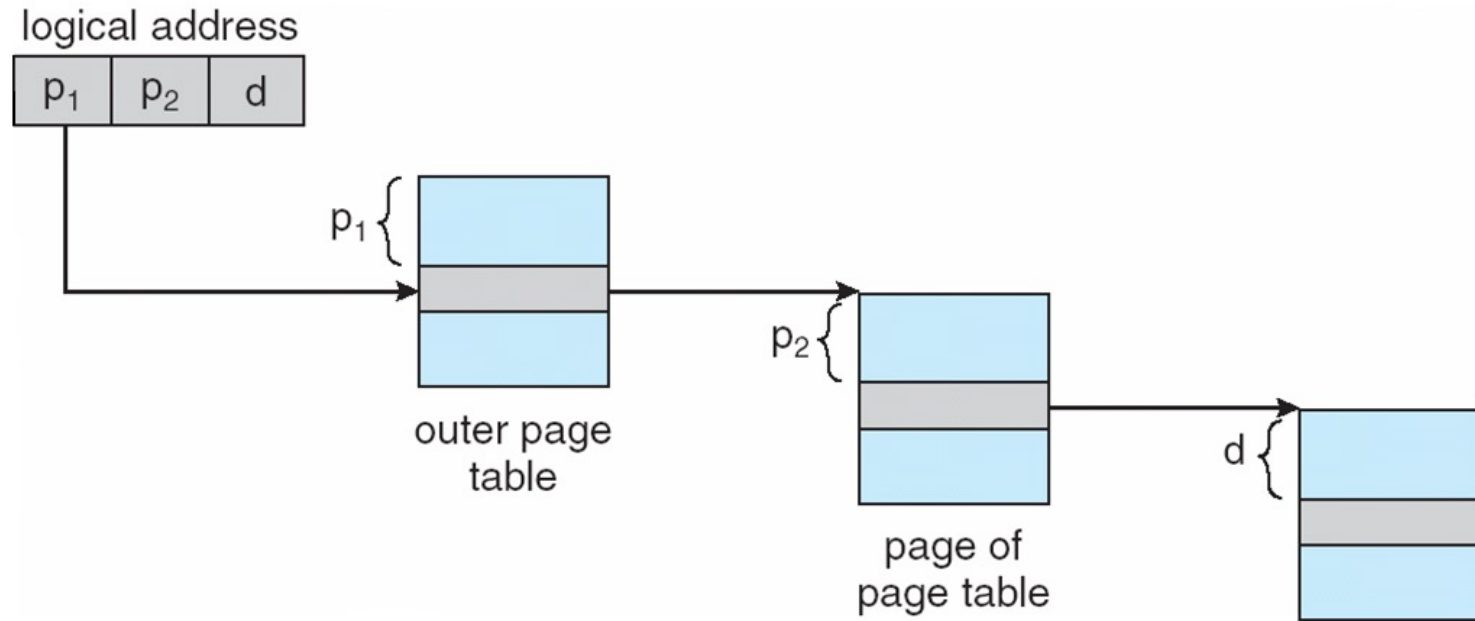 logical address
p₁ p₂ d
p₁ {
outer page
table
p₂ {
page of
page table
d {